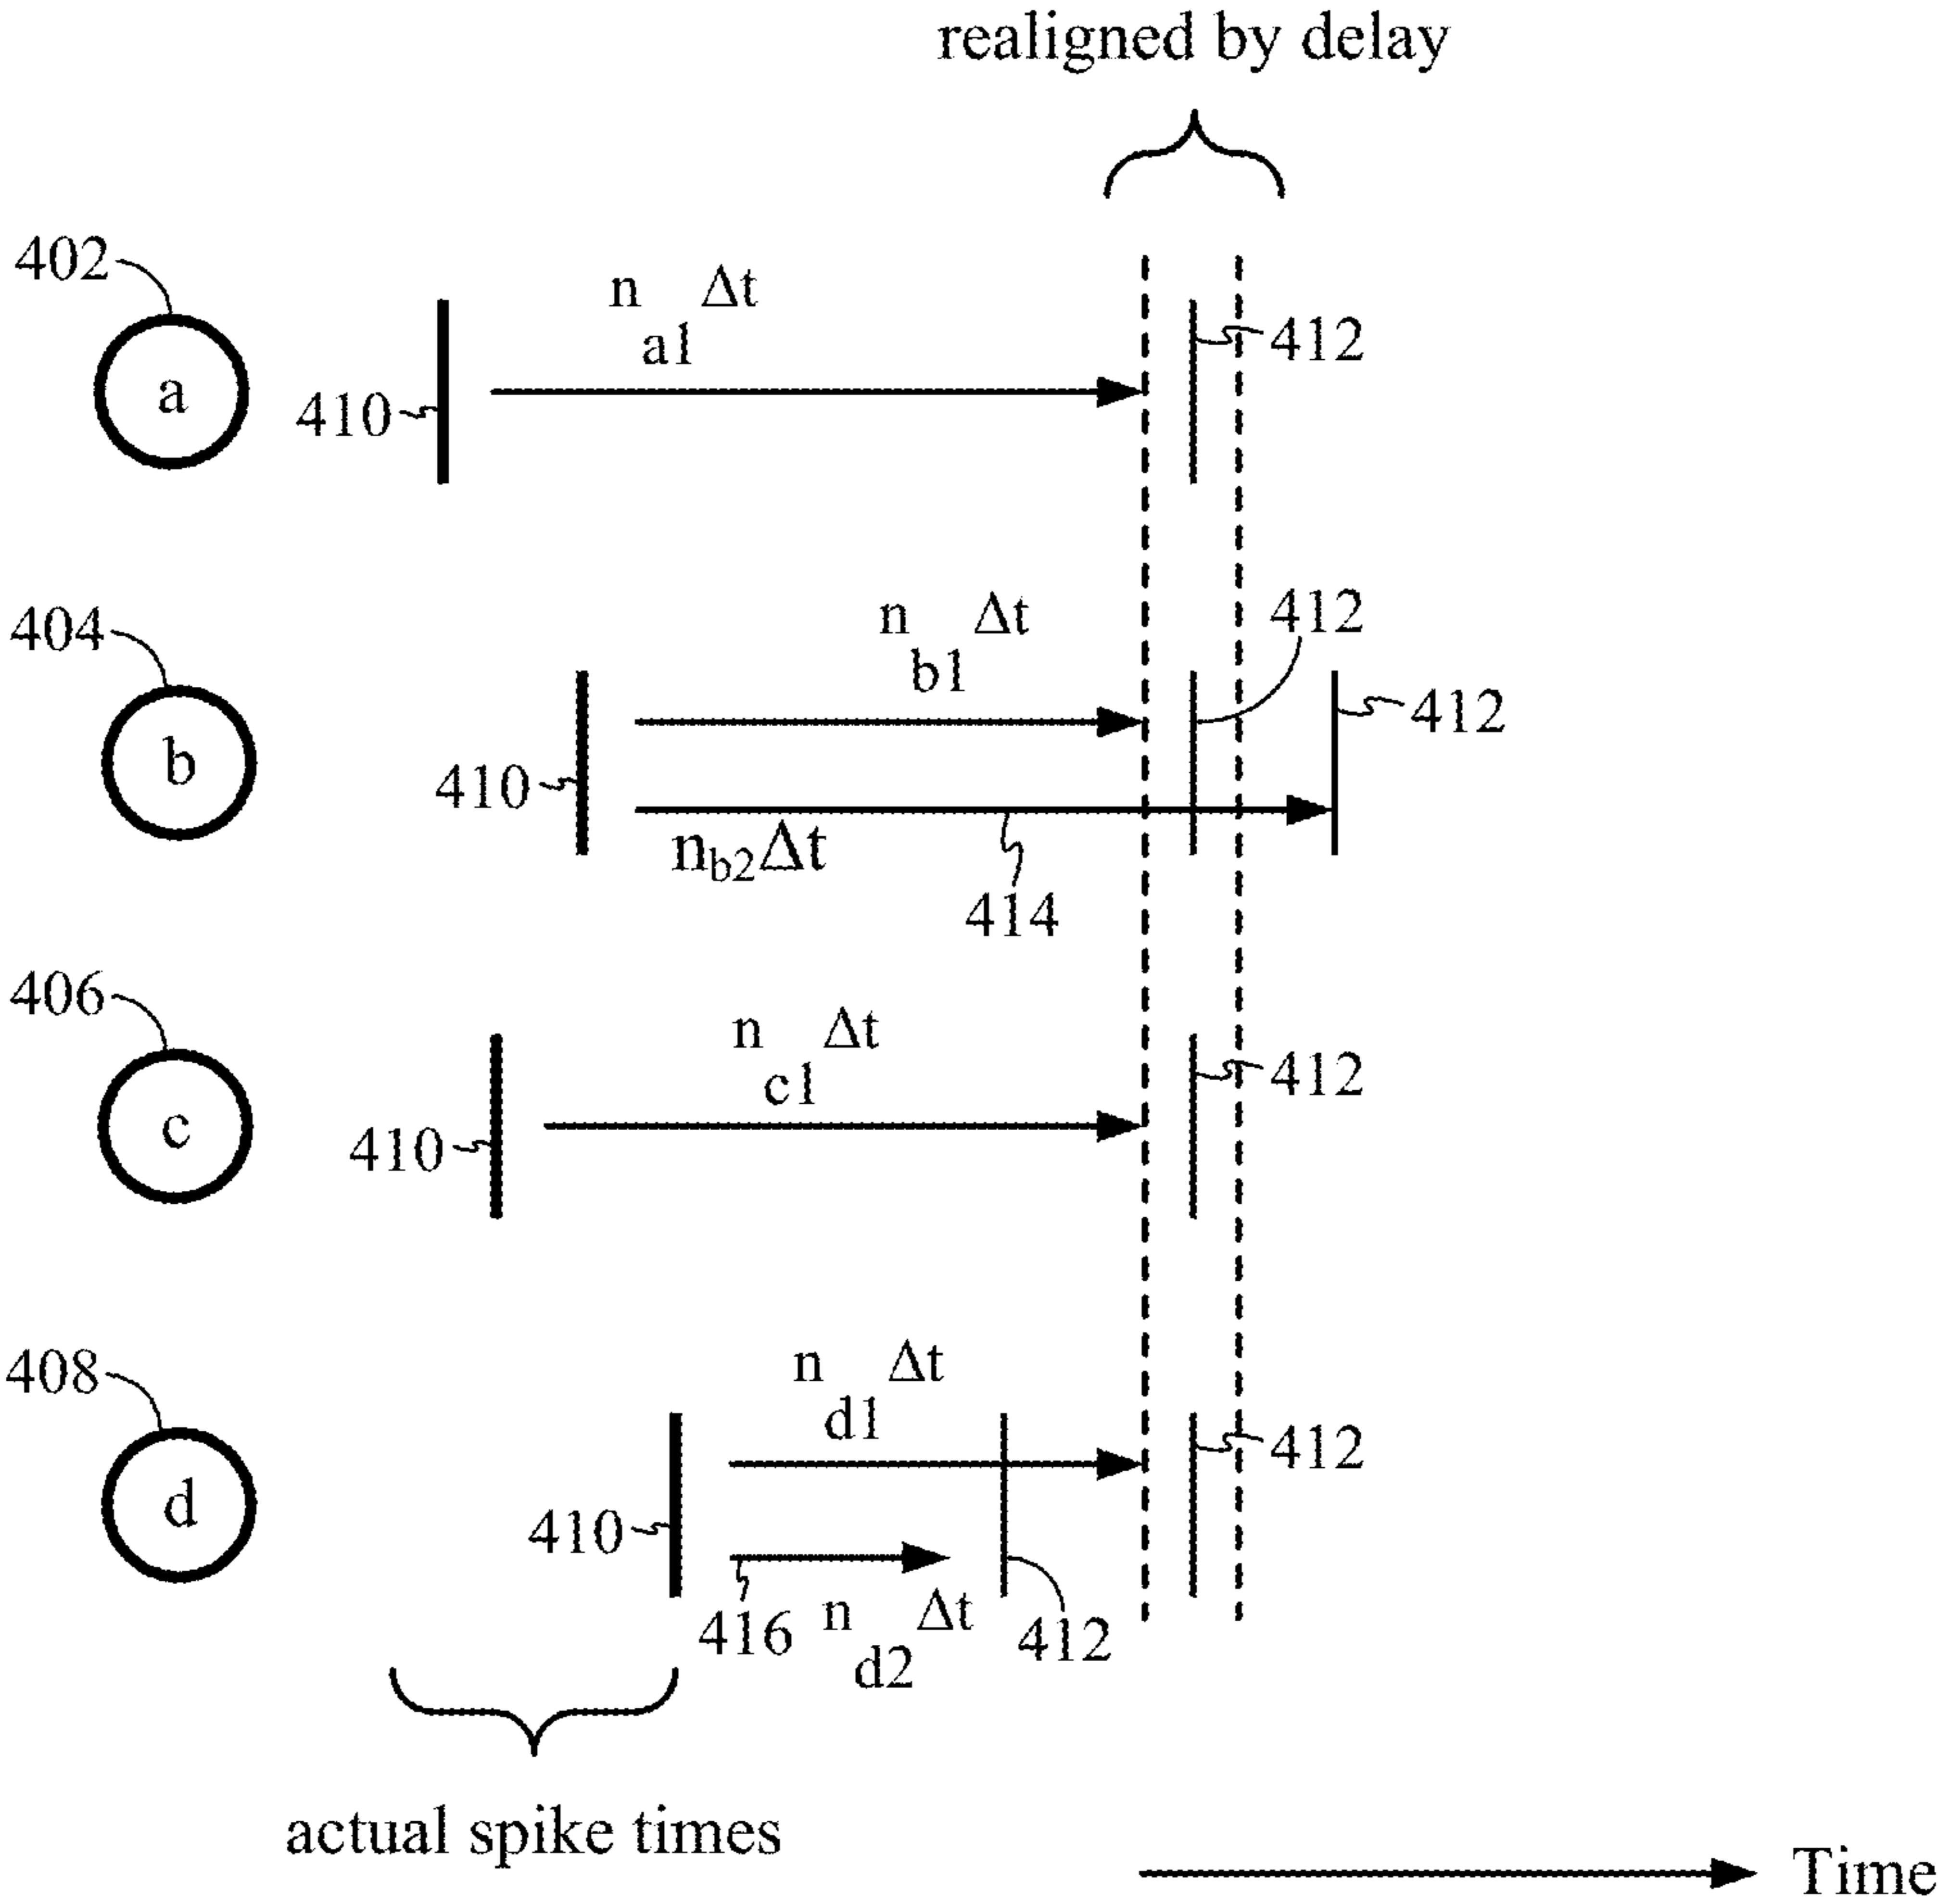 realigned by delay
402
n Δt
a1
412
a
410
404
n Δt
b1
412
412
b
410
nb2Δt
414
406
n Δt
c1
412
c
410
408
n Δt
d1
412
d
410
416
n Δt
d2
412
actual spike times
Time